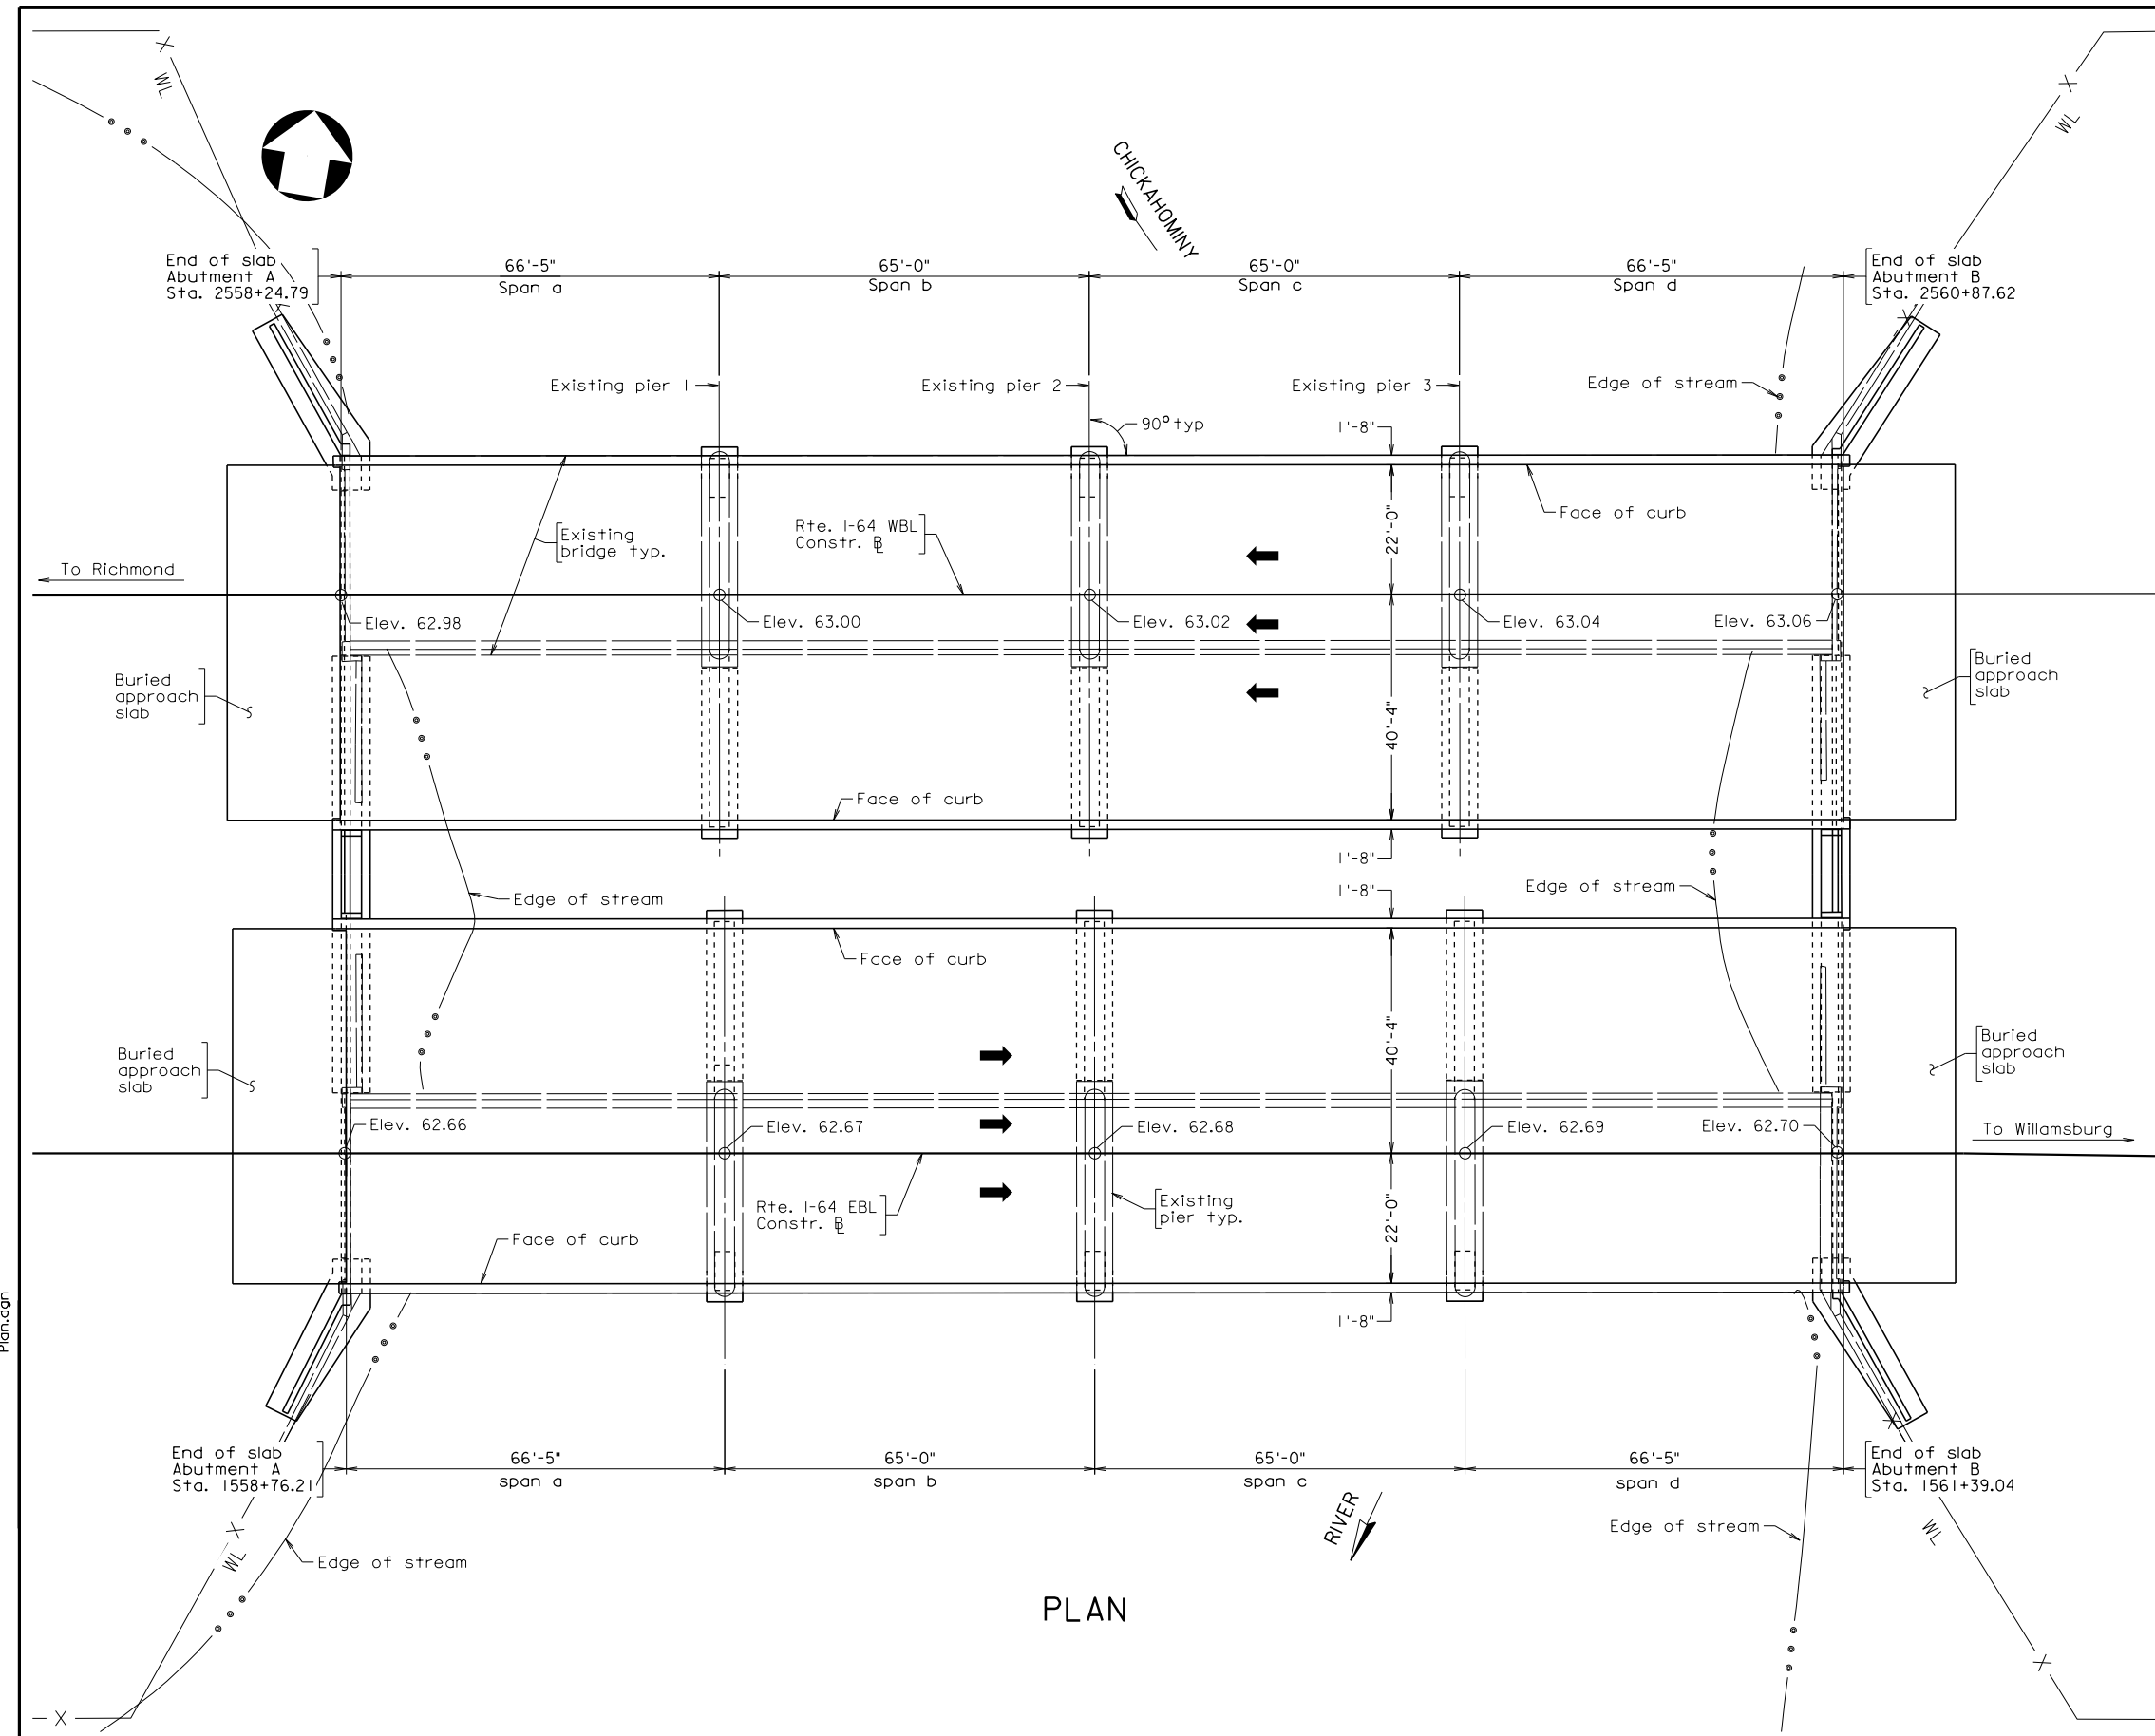 X
WL
X
WL
CHICKAHOMINY
End of slab
Abutment A
Sta. 2558+24.79
66'-5"
Span a
65'-0"
Span b
65'-0"
Span c
66'-5"
Span d
End of slab
Abutment B
Sta. 2560+87.62
Existing pier 1
Existing pier 2
Existing pier 3
Edge of stream
90° typ
1'-8"
Existing
bridge typ.
Rte. I-64 WBL
Constr. B
22'-0"
Face of curb
To Richmond
Elev. 62.98
Elev. 63.00
Elev. 63.02
Elev. 63.04
Elev. 63.06
Buried
approach
slab
40'-4"
Buried
approach
slab
Face of curb
1'-8"
Edge of stream
1'-8"
Edge of stream
Face of curb
Buried
approach
slab
40'-4"
Buried
approach
slab
Elev. 62.66
Elev. 62.67
Elev. 62.68
Elev. 62.69
Elev. 62.70
To Willamsburg
Rte. I-64 EBL
Constr. B
Existing
pier typ.
22'-0"
Face of curb
1'-8"
Plan.dgn
End of slab
Abutment A
Sta. 1558+76.21
66'-5"
span a
65'-0"
span b
65'-0"
span c
66'-5"
span d
X
End of slab
Abutment B
Sta. 1561+39.04
X
WL
Edge of stream
RIVER
Edge of stream
WL
PLAN
X
X